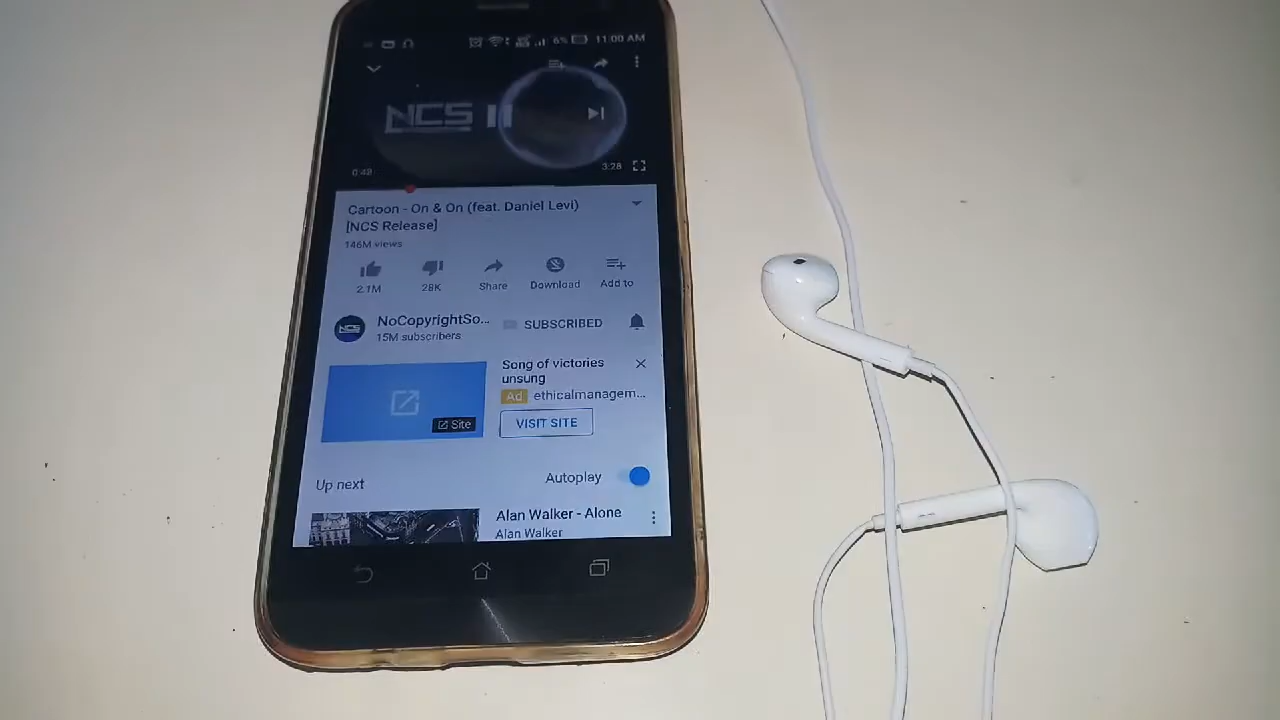 6% 11:00 AM
NCS
0:48 3:28
Cartoon - On & On (feat. Daniel Levi)
[NCS Release]
146M views
2.1M 28K Share Download Add to
NCS
NoCopyrightSo... SUBSCRIBED
15M subscribers
Song of victories
unsung
Ad ethicalmanagem...
Site
VISIT SITE
Up next Autoplay
Alan Walker - Alone
Alan Walker